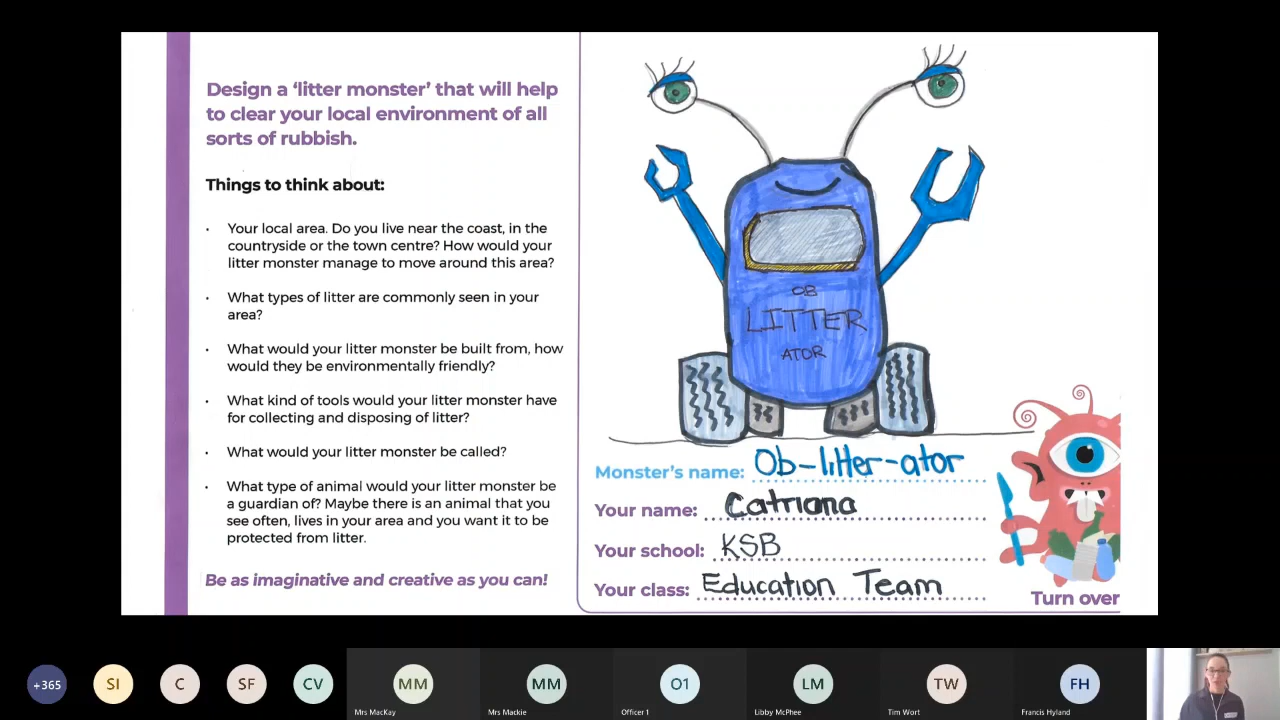 Design a ‘litter monster’ that will help
to clear your local environment of all
sorts of rubbish.
Things to think about:
• Your local area. Do you live near the coast, in the
countryside or the town centre? How would your
litter monster manage to move around this area?
• What types of litter are commonly seen in your
area?
• What would your litter monster be built from, how
would they be environmentally friendly?
• What kind of tools would your litter monster have
for collecting and disposing of litter?
• What would your litter monster be called?
• What type of animal would your litter monster be
a guardian of? Maybe there is an animal that you
see often, lives in your area and you want it to be
protected from litter.
Be as imaginative and creative as you can!
OB
LITTER
ATOR
Monster's name: Ob-litter-ator
Your name: Catriona
Your school: KSB
Your class: Education Team
Turn over
+365
SI
C
SF
CV
MM
Mrs MacKay
MM
Mrs Mackie
O1
Officer 1
LM
Libby McPhee
TW
Tim Wort
FH
Francis Hyland